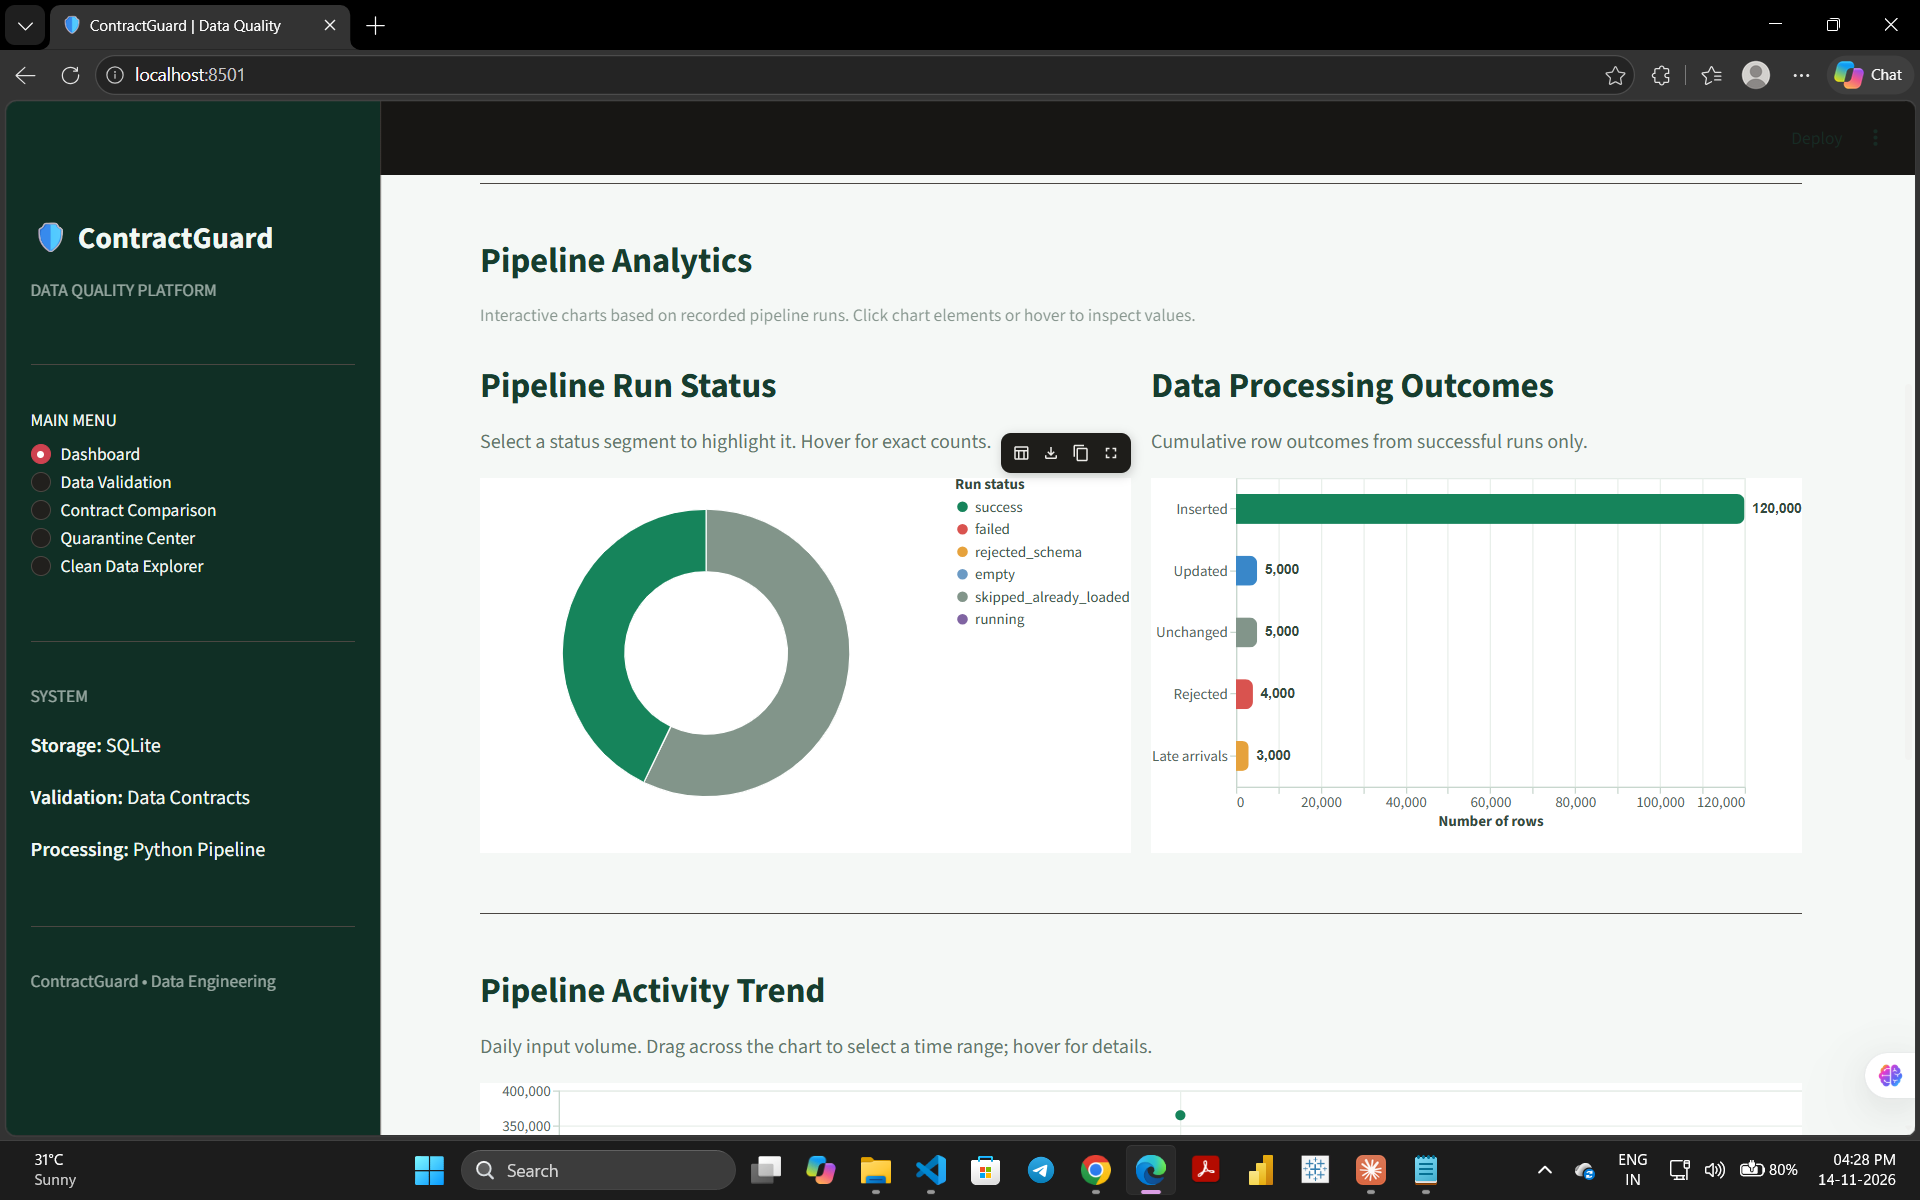 ContractGuard | Data Quality
localhost:8501
Chat
Deploy
ContractGuard
DATA QUALITY PLATFORM
MAIN MENU
Dashboard
Data Validation
Contract Comparison
Quarantine Center
Clean Data Explorer
SYSTEM
Storage: SQLite
Validation: Data Contracts
Processing: Python Pipeline
ContractGuard • Data Engineering
Pipeline Analytics
Interactive charts based on recorded pipeline runs. Click chart elements or hover to inspect values.
Pipeline Run Status
Select a status segment to highlight it. Hover for exact counts.
Run status
success
failed
rejected_schema
empty
skipped_already_loaded
running
Data Processing Outcomes
Cumulative row outcomes from successful runs only.
Inserted 120,000
Updated 5,000
Unchanged 5,000
Rejected 4,000
Late arrivals 3,000
0 20,000 40,000 60,000 80,000 100,000 120,000
Number of rows
Pipeline Activity Trend
Daily input volume. Drag across the chart to select a time range; hover for details.
400,000
350,000
31°C
Sunny
Search
ENG
IN
80%
04:28 PM
14-11-2026